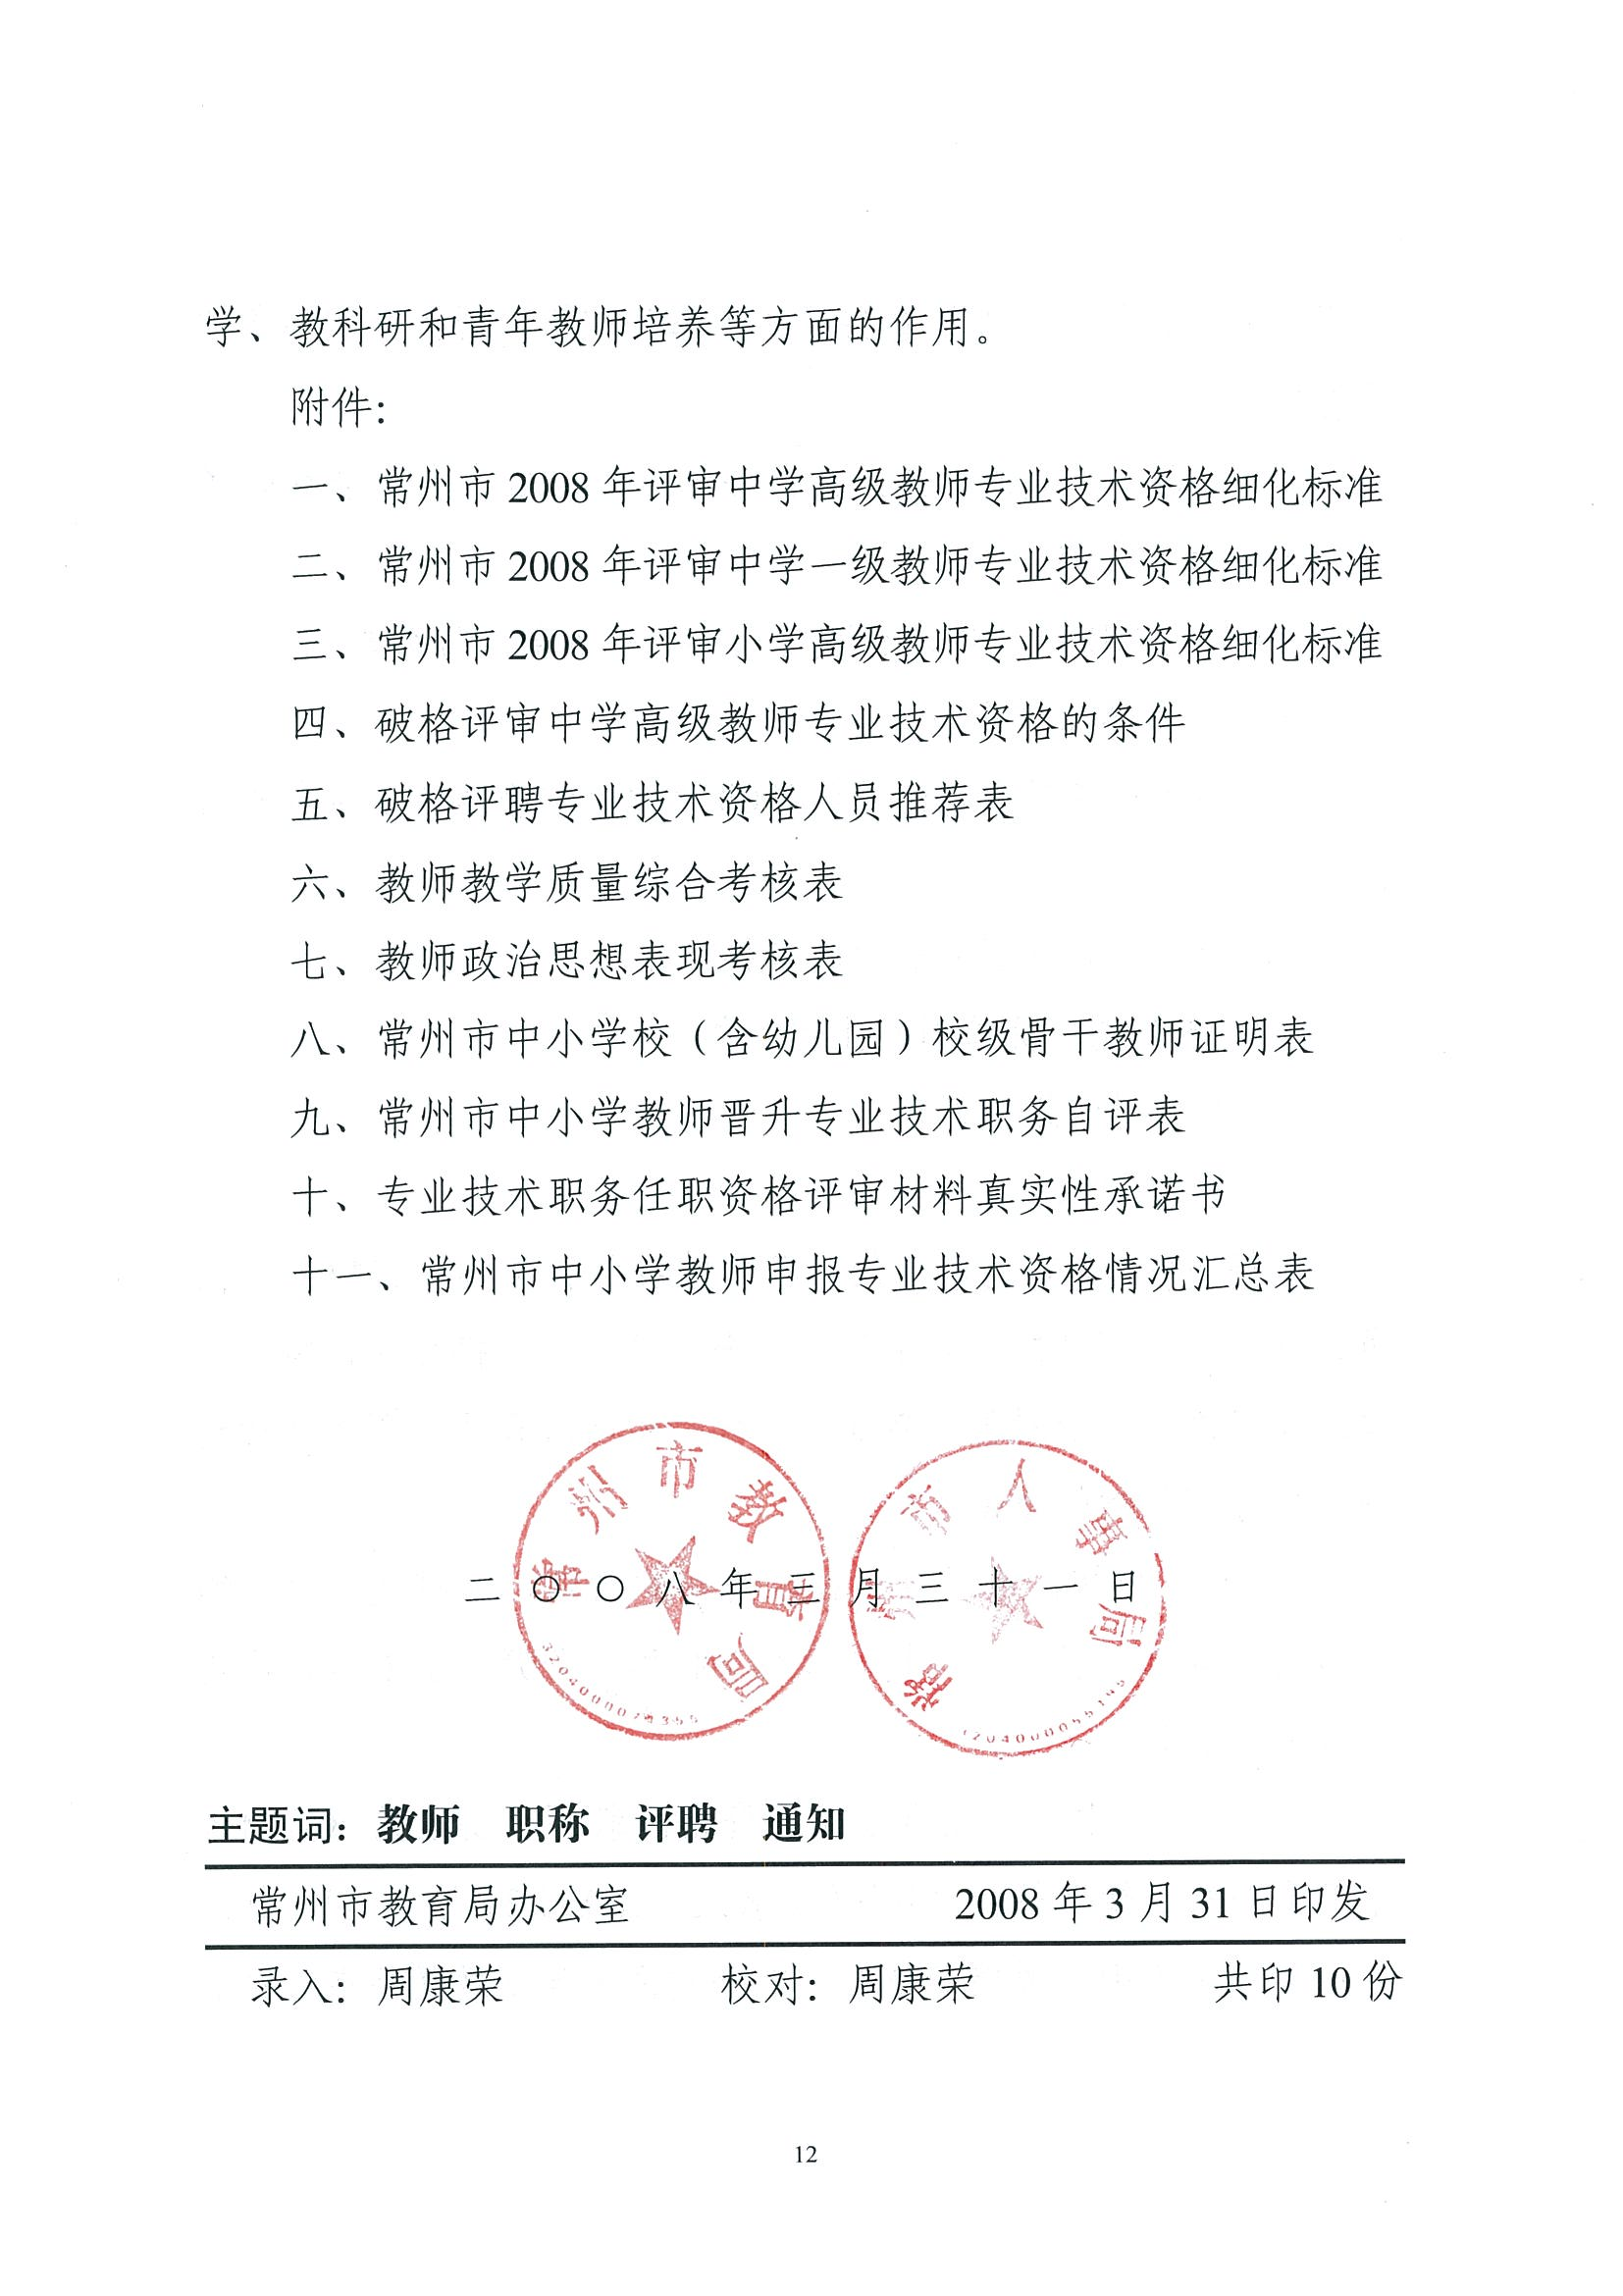 学、教科研和青年教师培养等方面的作用。
附件:
一、常州市2008年评审中学高级教师专业技术资格细化标准
二、常州市2008年评审中学一级教师专业技术资格细化标准
三、常州市2008年评审小学高级教师专业技术资格细化标准
四、破格评审中学高级教师专业技术资格的条件
五、破格评聘专业技术资格人员推荐表
六、教师教学质量综合考核表
七、教师政治思想表现考核表
八、常州市中小学校（含幼儿园）校级骨干教师证明表
九、常州市中小学教师晋升专业技术职务自评表
十、专业技术职务任职资格评审材料真实性承诺书
十一、常州市中小学教师申报专业技术资格情况汇总表
常州市教育局
常州市人事局
二○○八年三月三十一日
主题词：教师 职称 评聘 通知
常州市教育局办公室 2008年3月31日印发
录入：周康荣 校对：周康荣 共印10份
12